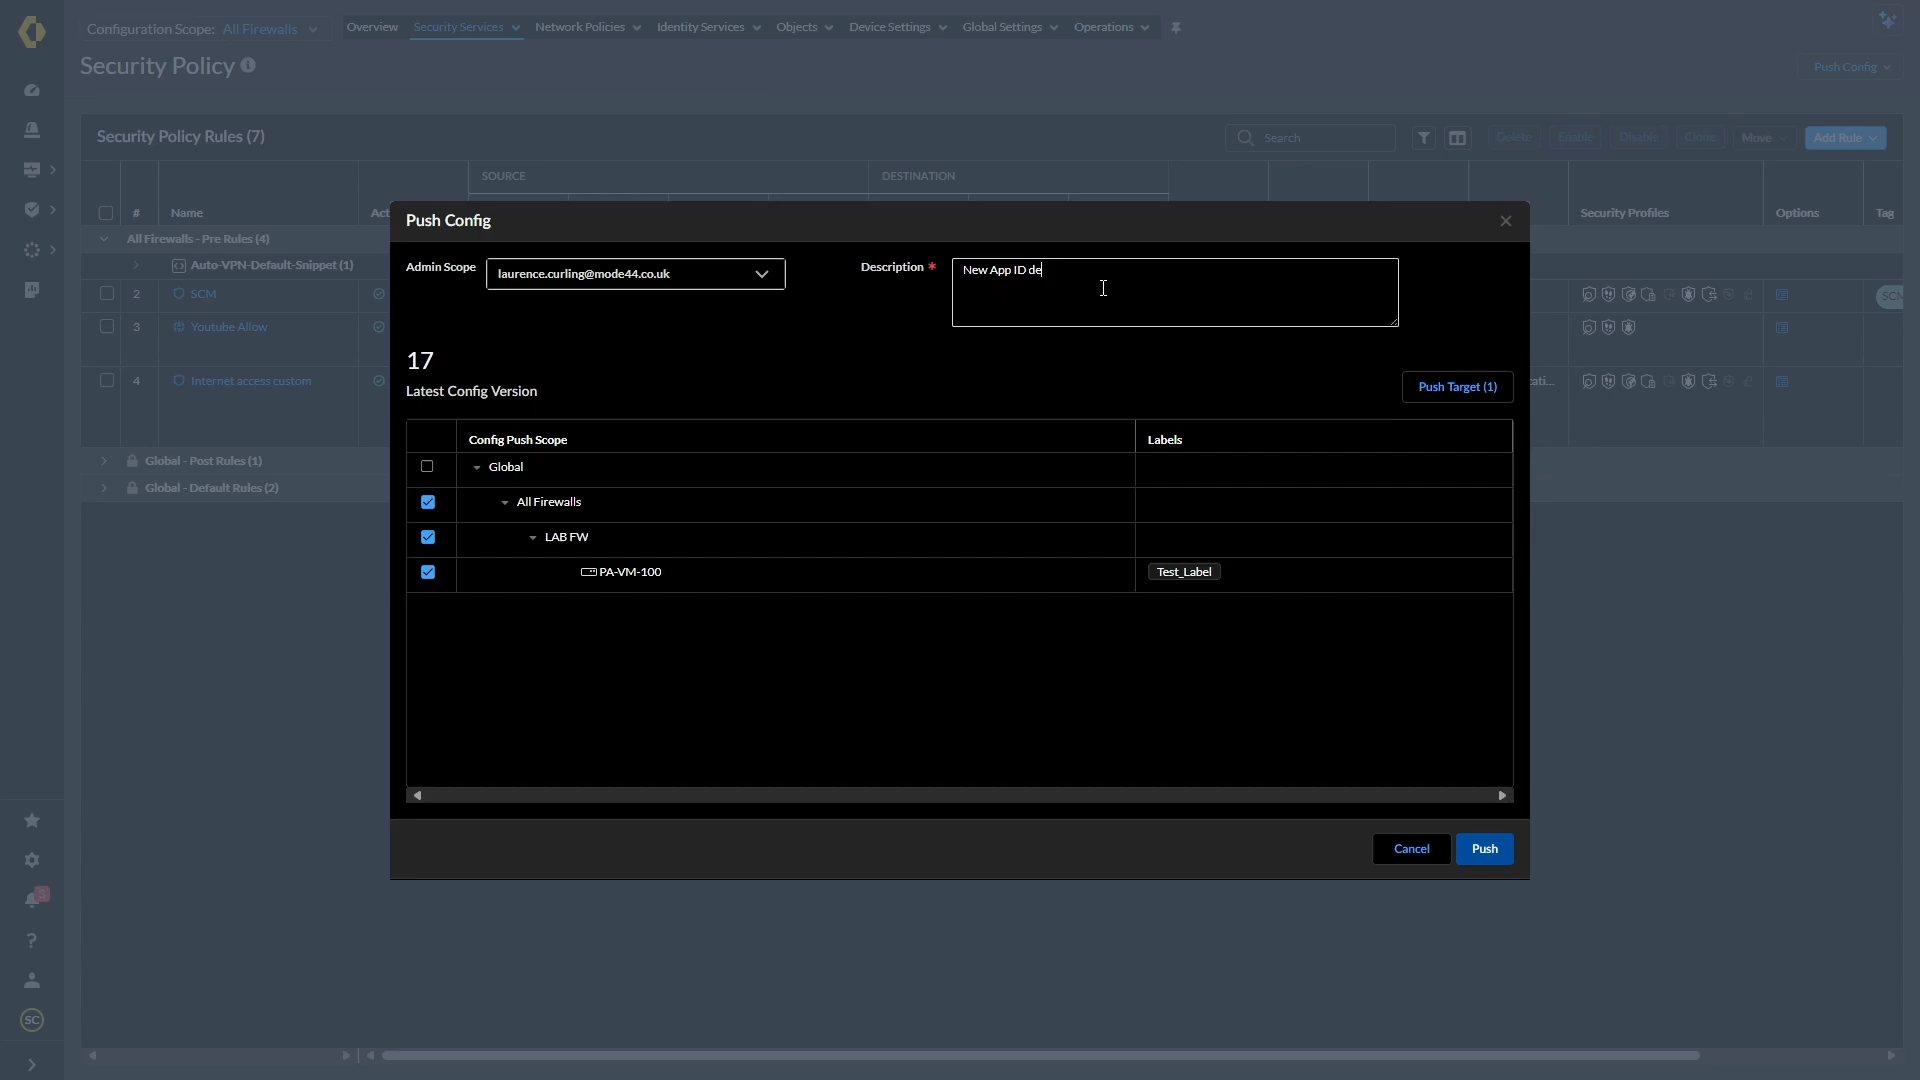 Configuration Scope: All Firewalls
Overview
Security Services
Network Policies
Identity Services
Objects
Device Settings
Global Settings
Operations
Security Policy
Push Config
Security Policy Rules (7)
Search
Delete
Enable
Disable
Clone
Move
Add Rule
SOURCE
DESTINATION
#
Name
Act
Security Profiles
Options
Tag
All Firewalls - Pre Rules (4)
Auto-VPN-Default-Snippet (1)
2
SCM
SCM
3
Youtube Allow
4
Internet access custom
ati...
Global - Post Rules (1)
Global - Default Rules (2)
Push Config
Admin Scope
laurence.curling@mode44.co.uk
Description *
New App ID de
17
Latest Config Version
Push Target (1)
Config Push Scope
Labels
Global
All Firewalls
LAB FW
PA-VM-100
Test_Label
Cancel
Push
SC